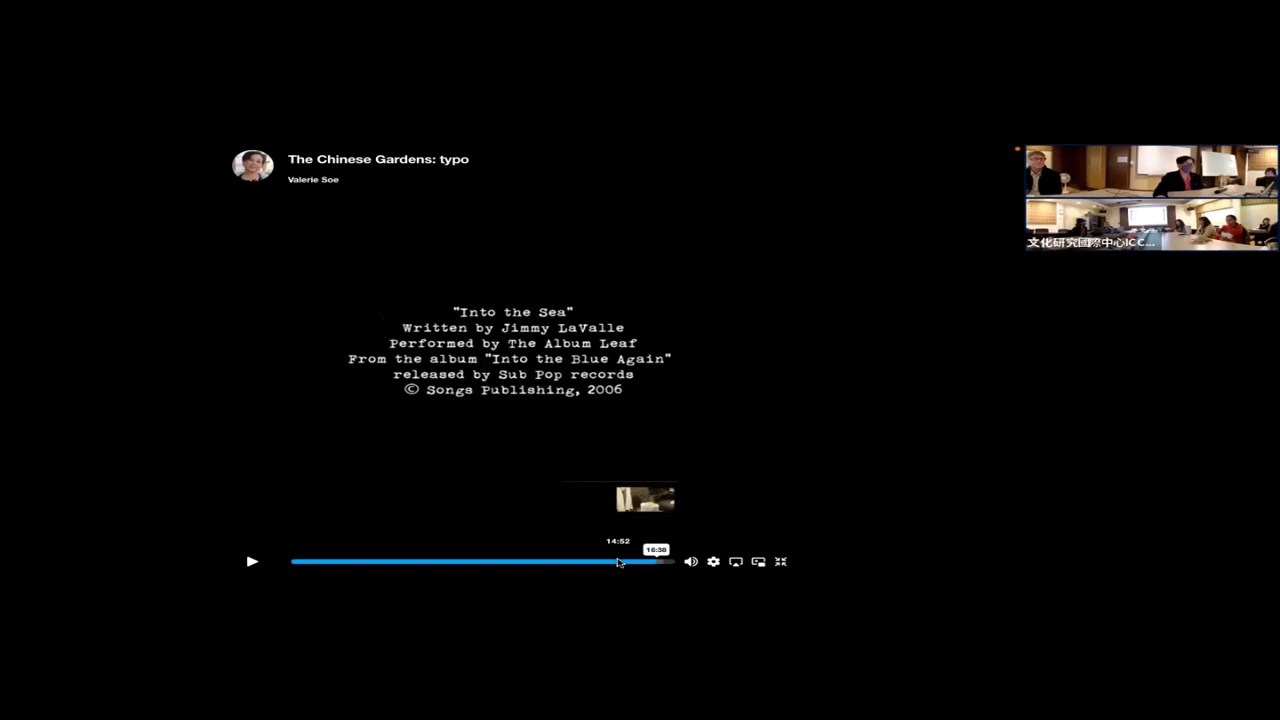 The Chinese Gardens: typo
Valerie Soe
"Into the Sea"
Written by Jimmy LaValle
Performed by The Album Leaf
From the album "Into the Blue Again"
released by Sub Pop records
© Songs Publishing, 2006
文化研究國際中心ICC...
14:52
16:38